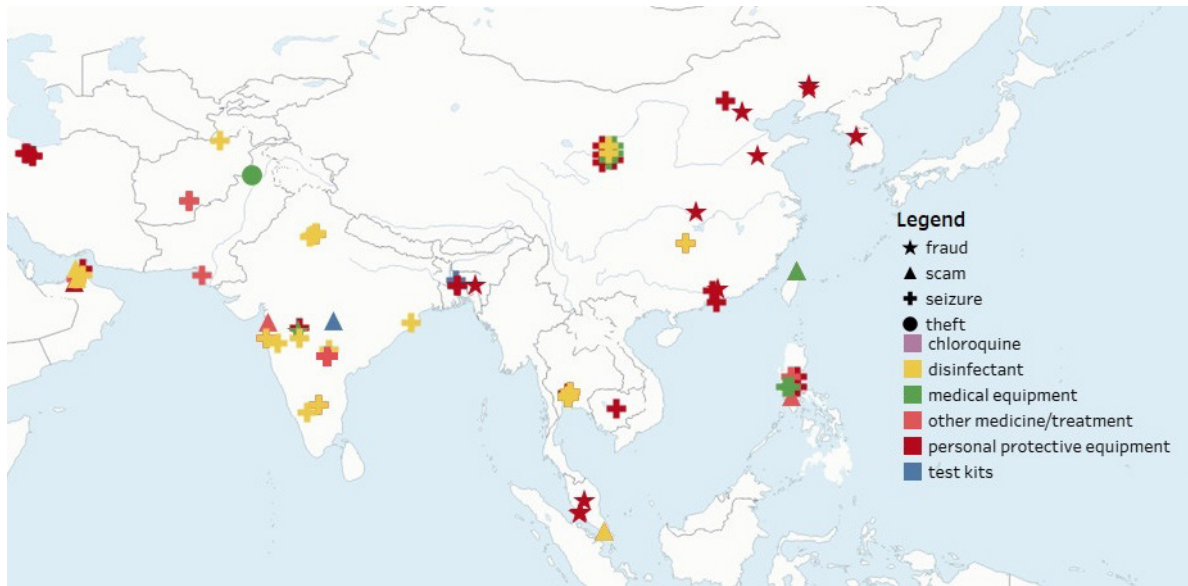 Legend
fraud
scam
seizure
theft
chloroquine
disinfectant
medical equipment
other medicine/treatment
personal protective equipment
test kits